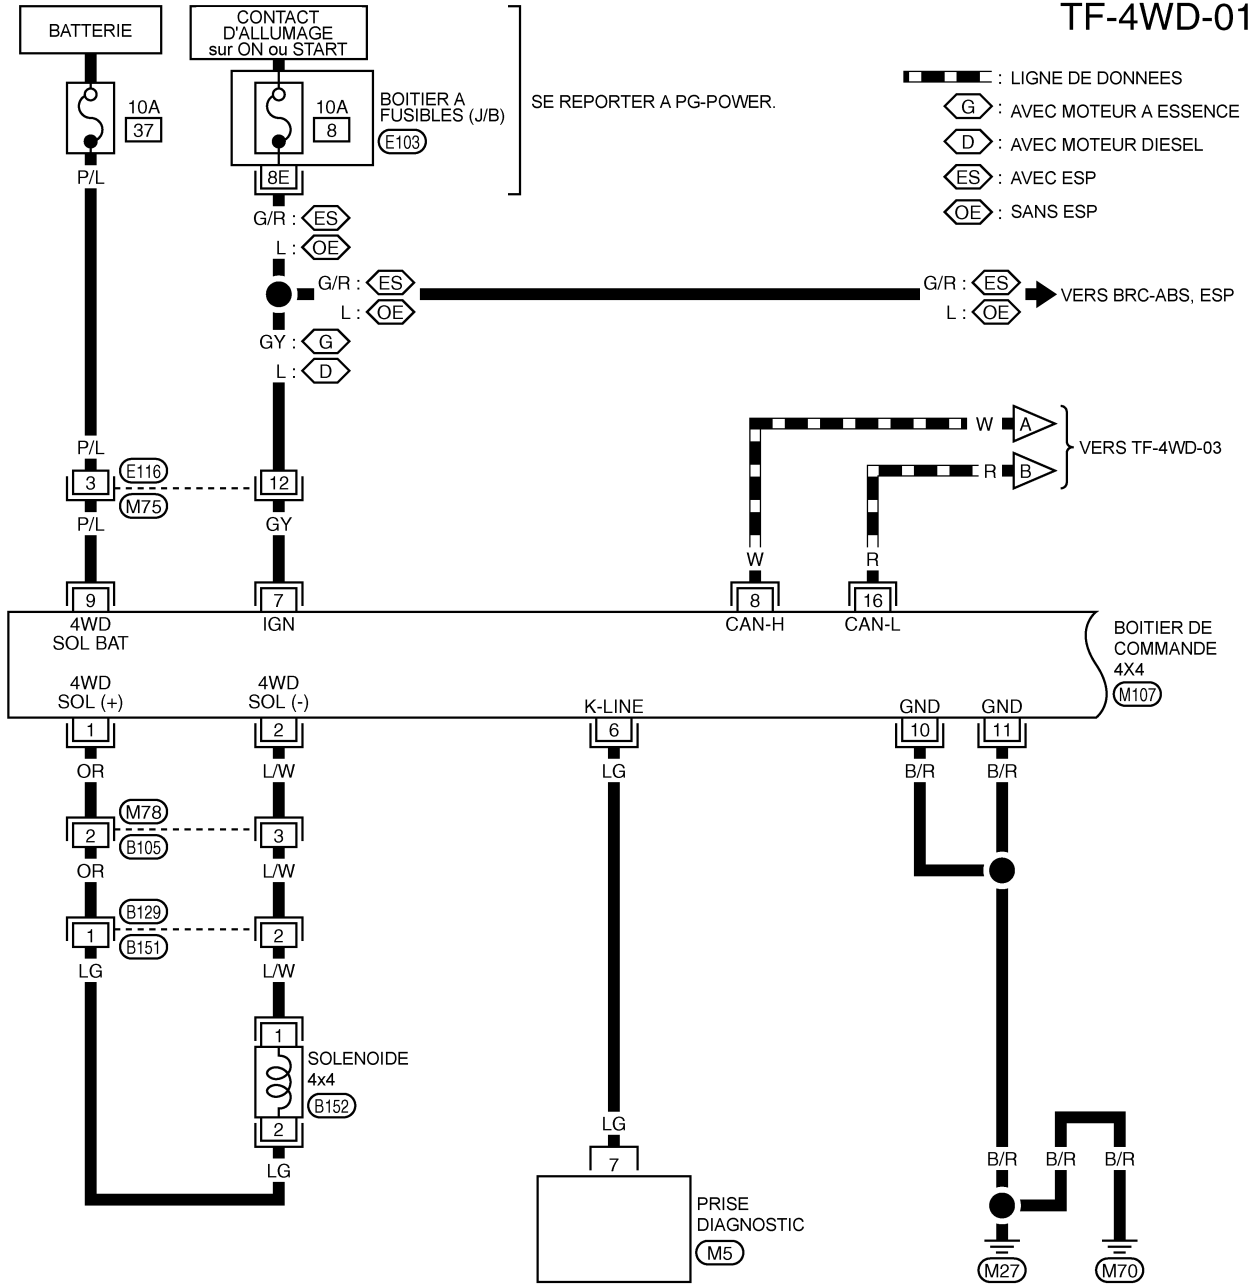 TF-4WD-01
BATTERIE
CONTACT
D'ALLUMAGE
sur ON ou START
10A
37
10A
8
BOITIER A
FUSIBLES (J/B)
E103
SE REPORTER A PG-POWER.
: LIGNE DE DONNEES
G : AVEC MOTEUR A ESSENCE
D : AVEC MOTEUR DIESEL
ES : AVEC ESP
OE : SANS ESP
P/L
8E
G/R : ES
L : OE
G/R : ES
L : OE
G/R : ES
L : OE
VERS BRC-ABS, ESP
GY : G
L : D
W A
R B
VERS TF-4WD-03
P/L
3
E116
M75
12
P/L
GY
W
R
9
7
8
16
4WD
SOL BAT
IGN
CAN-H
CAN-L
BOITIER DE
COMMANDE
4X4
M107
4WD
SOL (+)
4WD
SOL (-)
K-LINE
GND
GND
1
2
6
10
11
OR
L/W
LG
B/R
B/R
M78
2
B105
3
OR
L/W
B129
1
B151
2
LG
L/W
1
SOLENOIDE
4x4
B152
2
LG
LG
7
PRISE
DIAGNOSTIC
M5
B/R
B/R
B/R
M27
M70